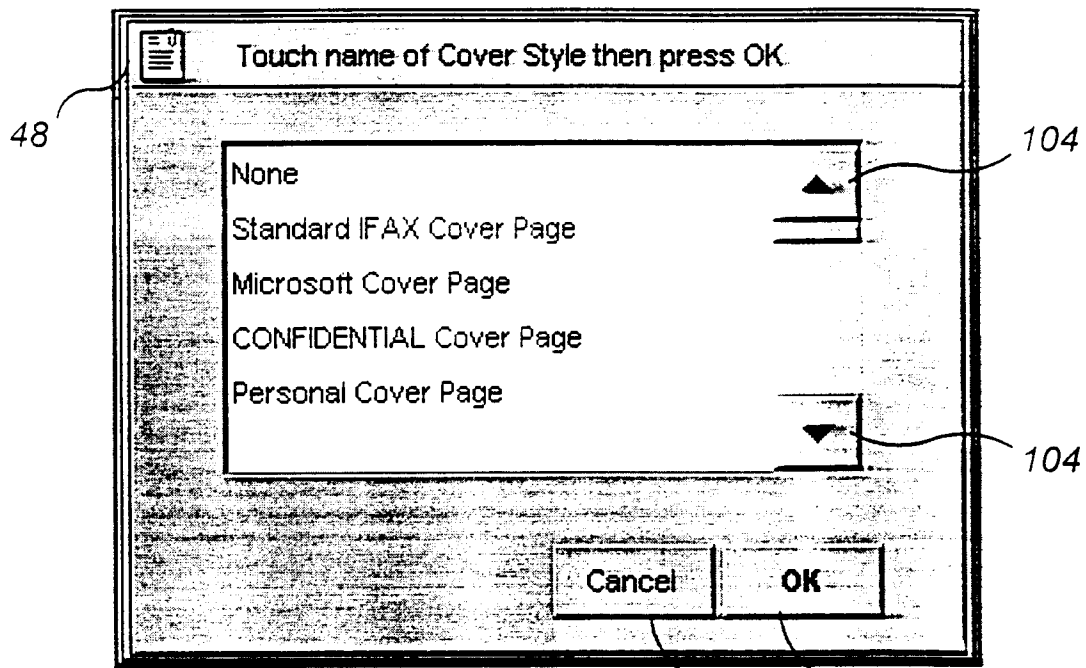 Touch name of Cover Style then press OK
48
104
None
Standard IFAX Cover Page
Microsoft Cover Page
CONFIDENTIAL Cover Page
Personal Cover Page
104
Cancel OK